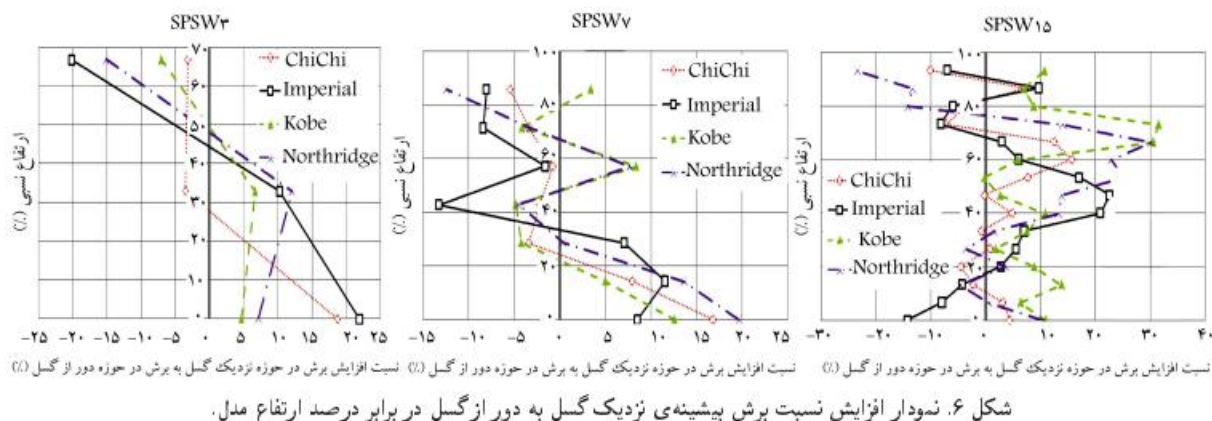 SPSW۳
SPSW۷
SPSW۱۵
ارتفاع نسبی (٪)
۷۰
۶۰
۵۰
۴۰
۳۰
۲۰
۱۰
۰
ChiChi
Imperial
Kobe
Northridge
-۲۵ -۲۰ -۱۵ -۱۰ -۵ ۰ ۵ ۱۰ ۱۵ ۲۰ ۲۵
نسبت افزایش برش در حوزه نزدیک گسل به برش در حوزه دور از گسل (٪)
ارتفاع نسبی (٪)
۱۰۰
۸۰
۶۰
۴۰
۲۰
۰
ChiChi
Imperial
Kobe
Northridge
-۱۵ -۱۰ -۵ ۰ ۵ ۱۰ ۱۵ ۲۰ ۲۵
نسبت افزایش برش در حوزه نزدیک گسل به برش در حوزه دور از گسل (٪)
ارتفاع نسبی (٪)
۱۰۰
۸۰
۶۰
۴۰
۲۰
۰
ChiChi
Imperial
Kobe
Northridge
-۳۰ -۲۰ -۱۰ ۰ ۱۰ ۲۰ ۳۰ ۴۰
نسبت افزایش برش در حوزه نزدیک گسل به برش در حوزه دور از گسل (٪)
شکل ۶. نمودار افزایش نسبت برش بیشینه‌ی نزدیک گسل به دور از گسل در برابر درصد ارتفاع مدل.